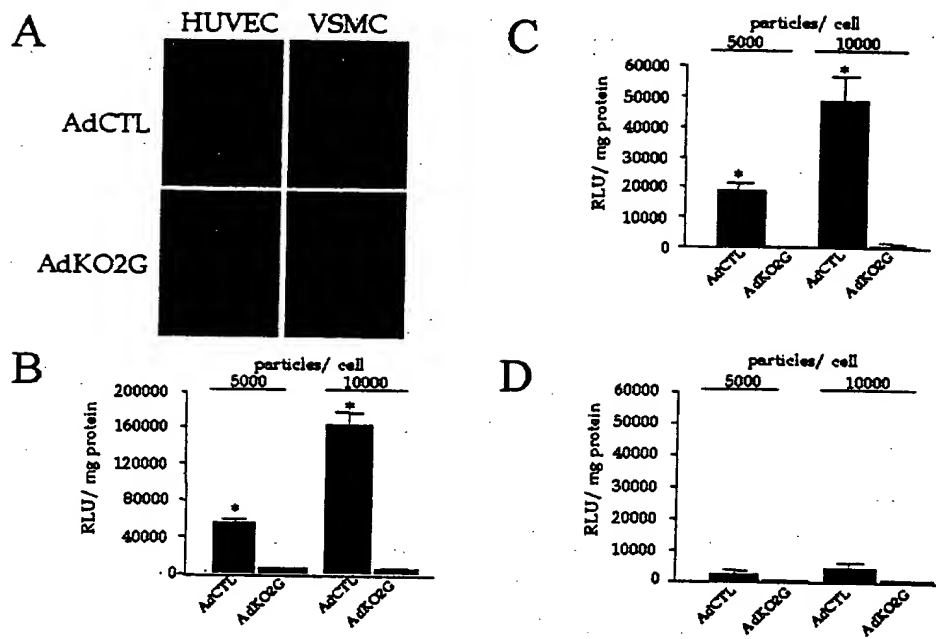 A
HUVEC VSMC
AdCTL
AdKO2G
B
particles/ cell
5000 10000
RLU/ mg protein
200000
160000
120000
80000
40000
0
*
*
AdCTL AdKO2G AdCTL AdKO2G
C
particles/ cell
5000 10000
RLU/ mg protein
60000
50000
40000
30000
20000
10000
0
*
*
AdCTL AdKO2G AdCTL AdKO2G
D
particles/ cell
5000 10000
RLU/ mg protein
60000
50000
40000
30000
20000
10000
0
AdCTL AdKO2G AdCTL AdKO2G